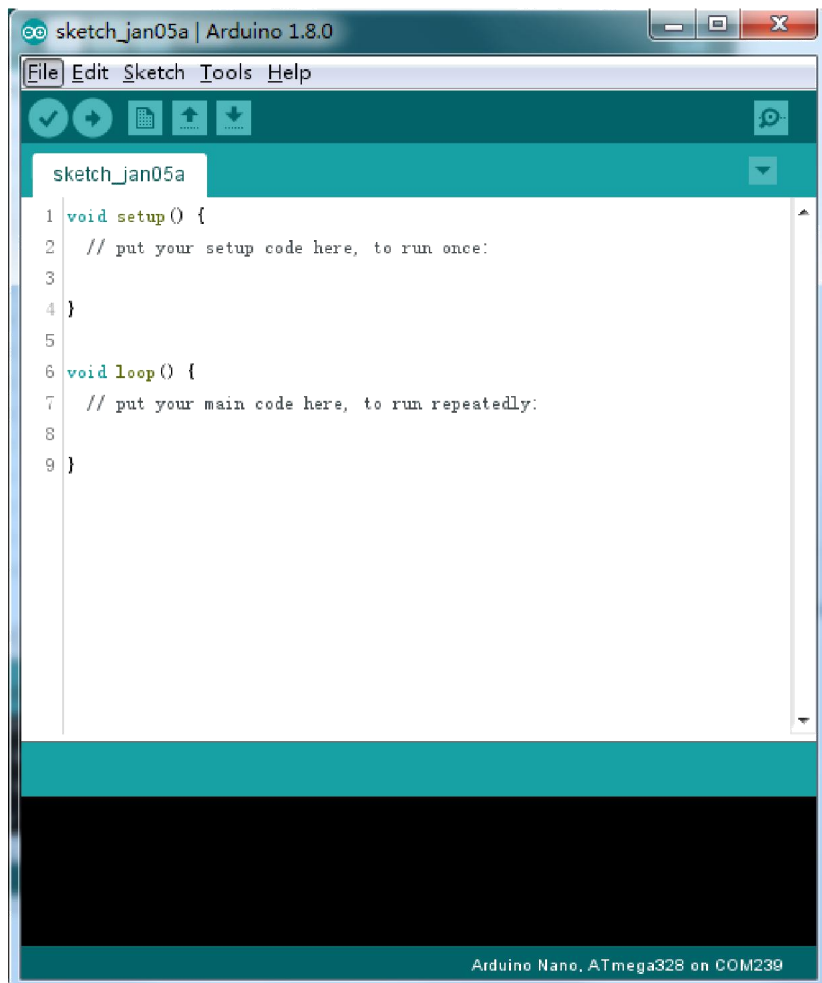 sketch_jan05a | Arduino 1.8.0
File Edit Sketch Tools Help
sketch_jan05a
1 void setup() {
2 // put your setup code here, to run once:
3
4 }
5
6 void loop() {
7 // put your main code here, to run repeatedly:
8
9 }
Arduino Nano, ATmega328 on COM239